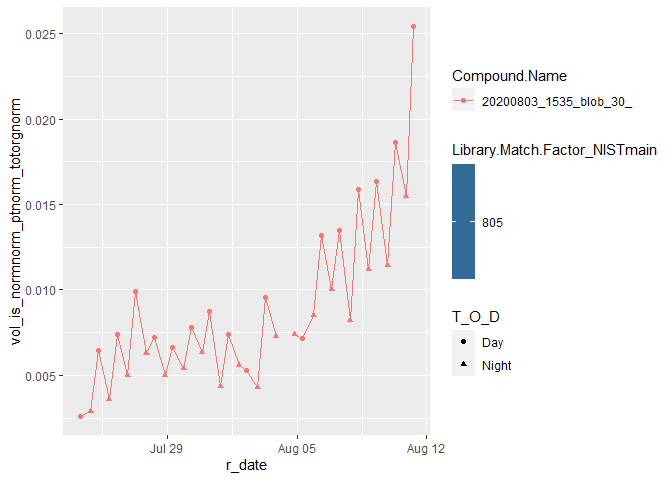 0.025
0.020
0.015
0.010
0.005
vol_is_normnorm_ptnorm_totorgnorm
Jul 29
Aug 05
Aug 12
r_date
Compound.Name
20200803_1535_blob_30_
Library.Match.Factor_NISTmain
805
T_O_D
Day
Night